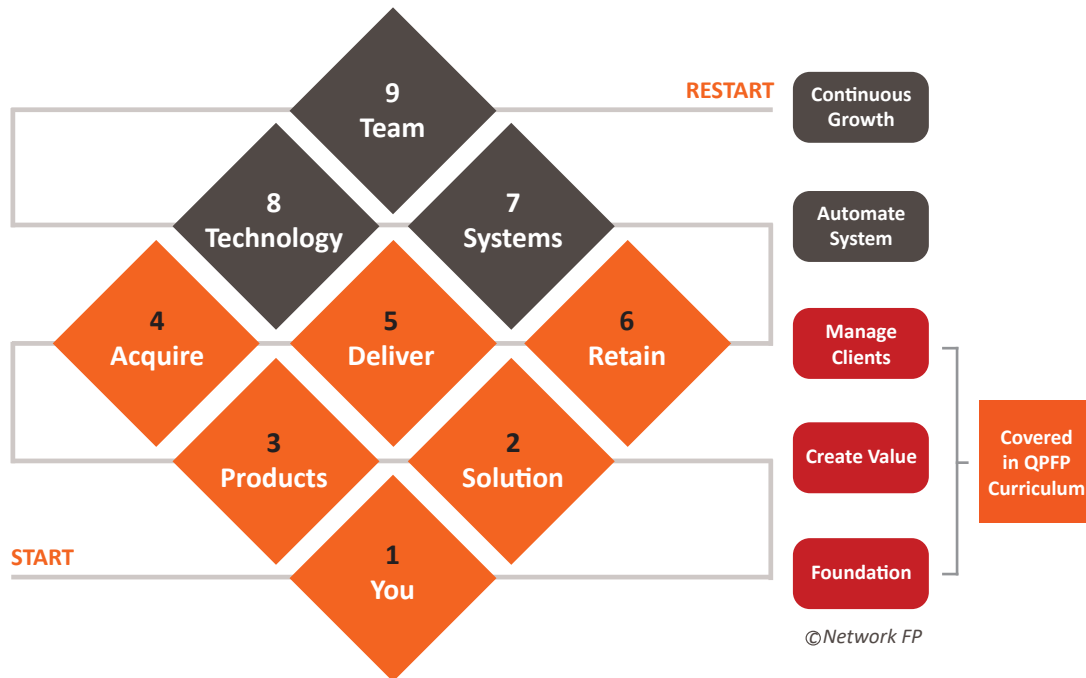 9
Team
RESTART
Continuous
Growth
8
Technology
7
Systems
Automate
System
4
Acquire
5
Deliver
6
Retain
Manage
Clients
3
Products
2
Solution
Create Value
Covered
in QPFP
Curriculum
START
1
You
Foundation
©Network FP